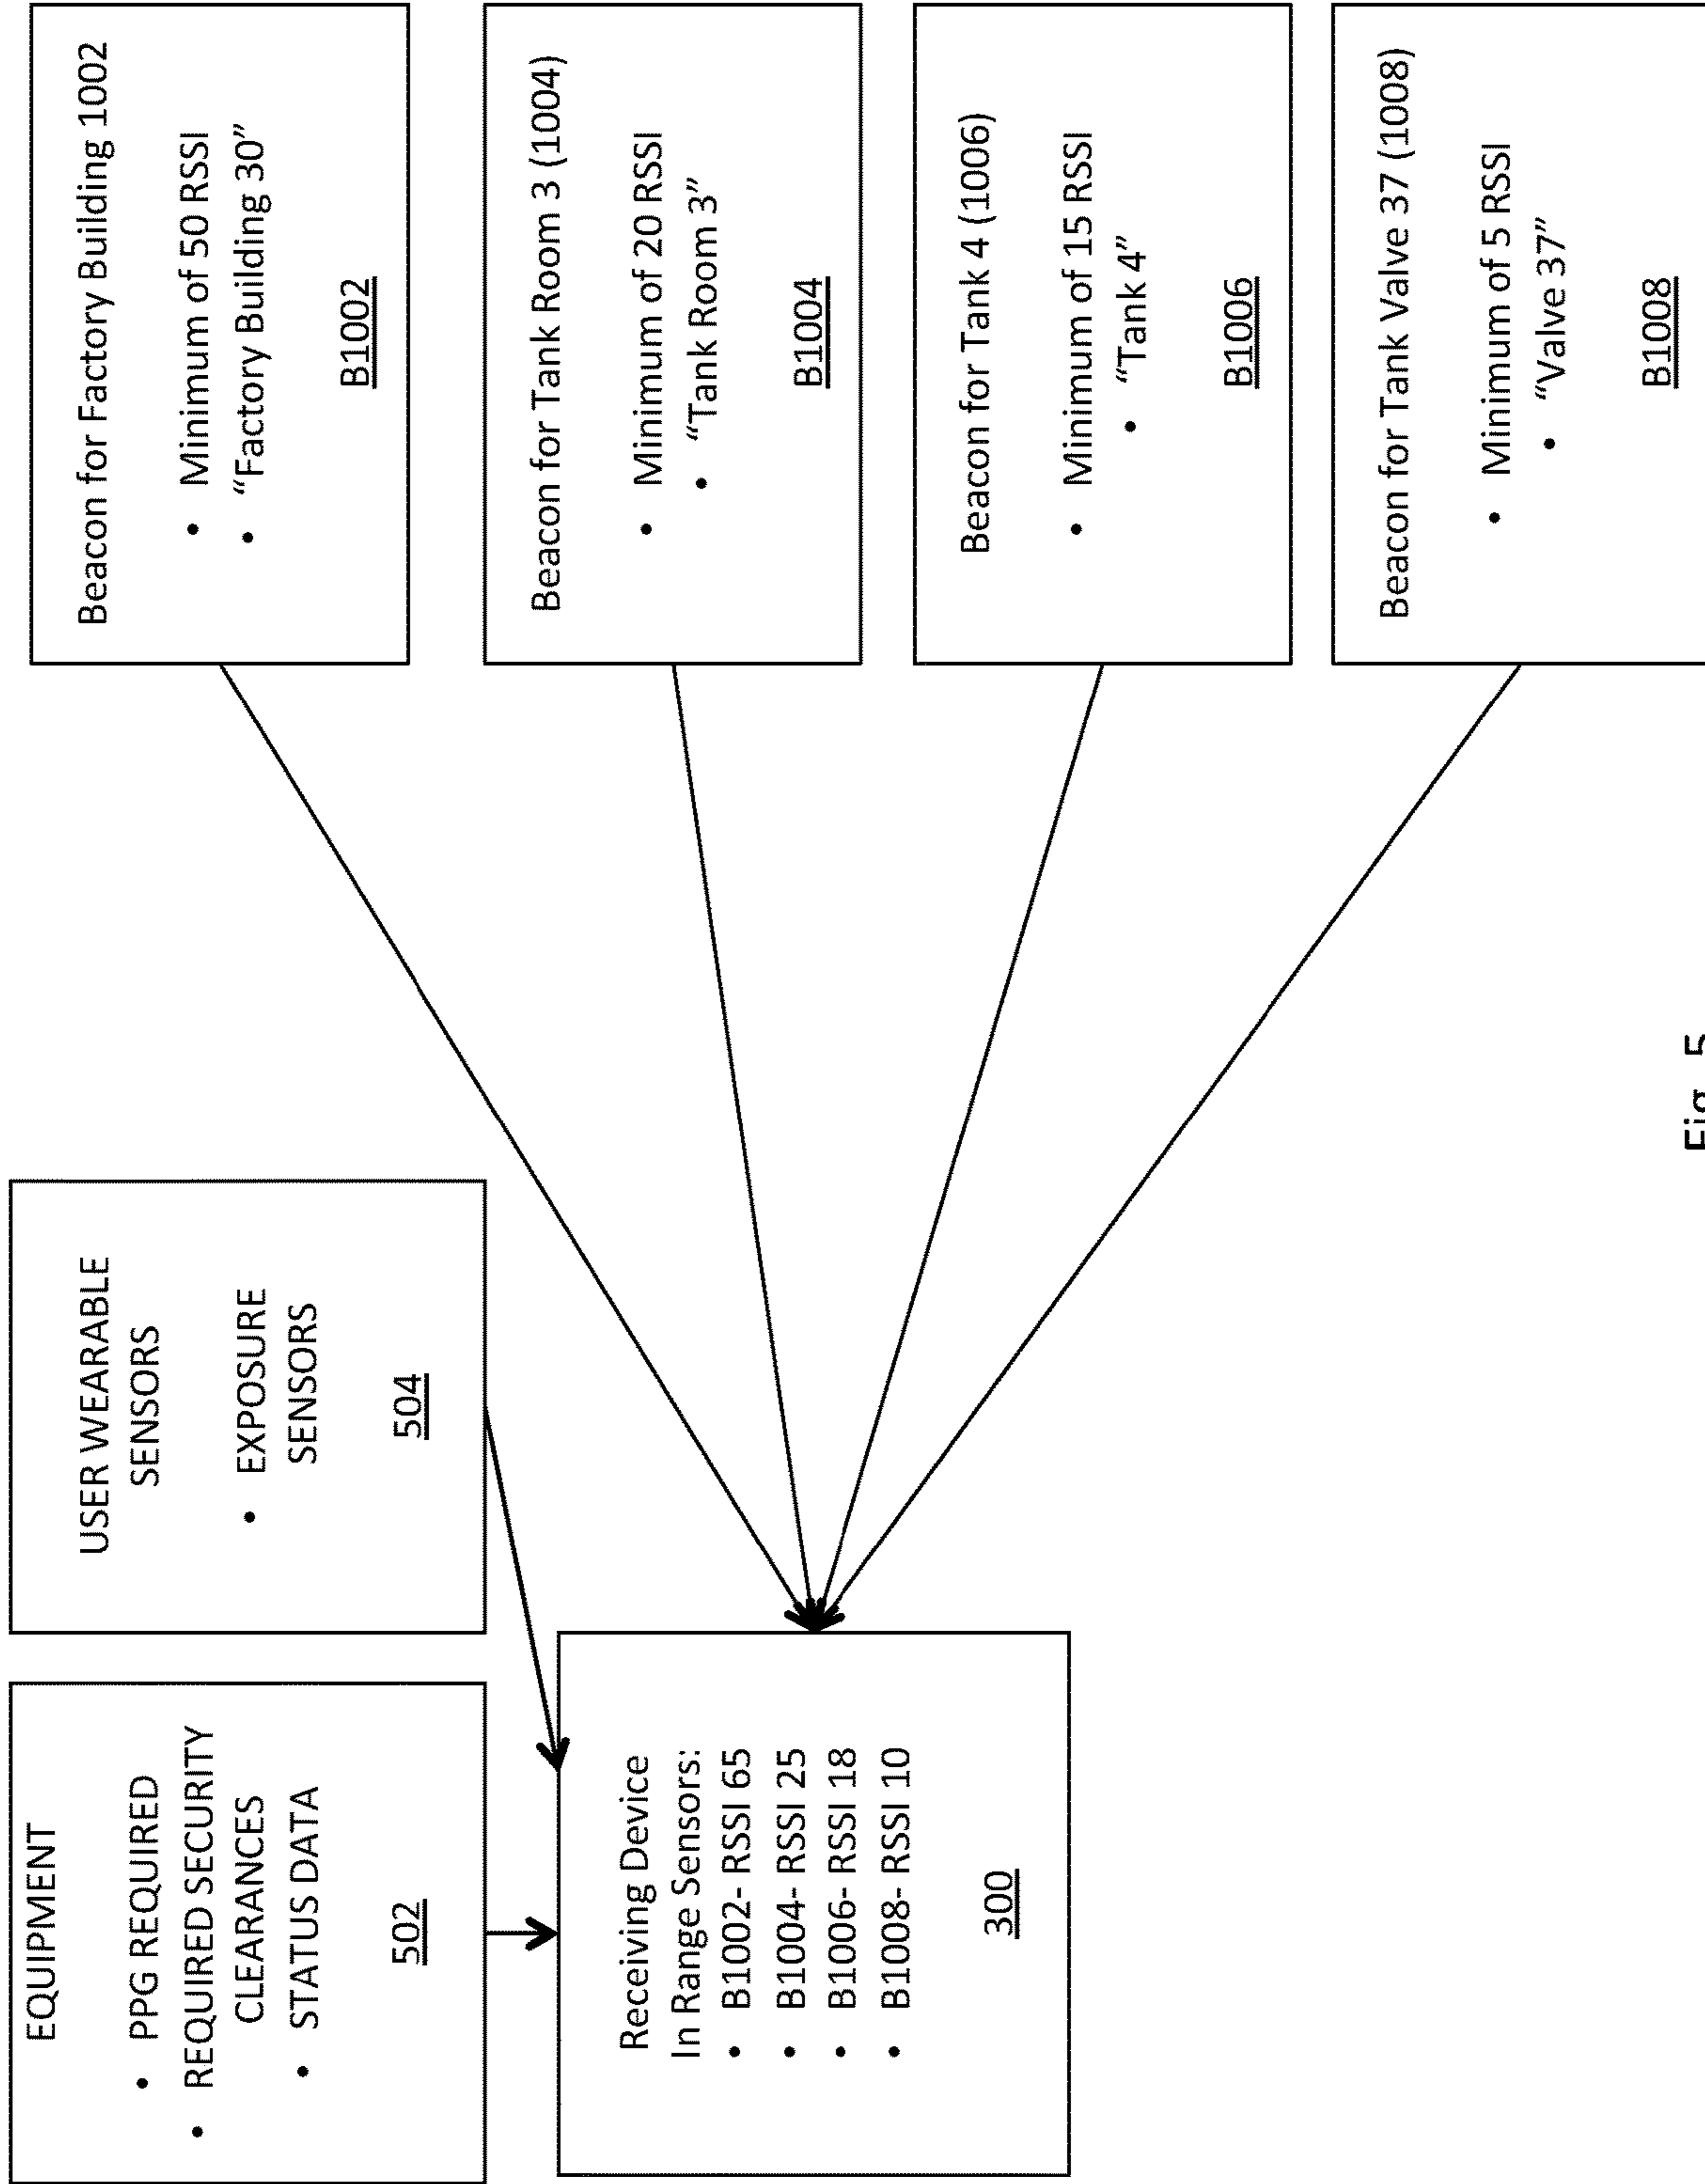 EQUIPMENT
• PPG REQUIRED
• REQUIRED SECURITY
CLEARANCES
• STATUS DATA
502
USER WEARABLE
SENSORS
• EXPOSURE
SENSORS
504
Receiving Device
In Range Sensors:
• B1002- RSSI 65
• B1004- RSSI 25
• B1006- RSSI 18
• B1008- RSSI 10
300
Beacon for Factory Building 1002
• Minimum of 50 RSSI
• “Factory Building 30”
B1002
Beacon for Tank Room 3 (1004)
• Minimum of 20 RSSI
• “Tank Room 3”
B1004
Beacon for Tank 4 (1006)
• Minimum of 15 RSSI
• “Tank 4”
B1006
Beacon for Tank Valve 37 (1008)
• Minimum of 5 RSSI
• “Valve 37”
B1008
Fig. 5